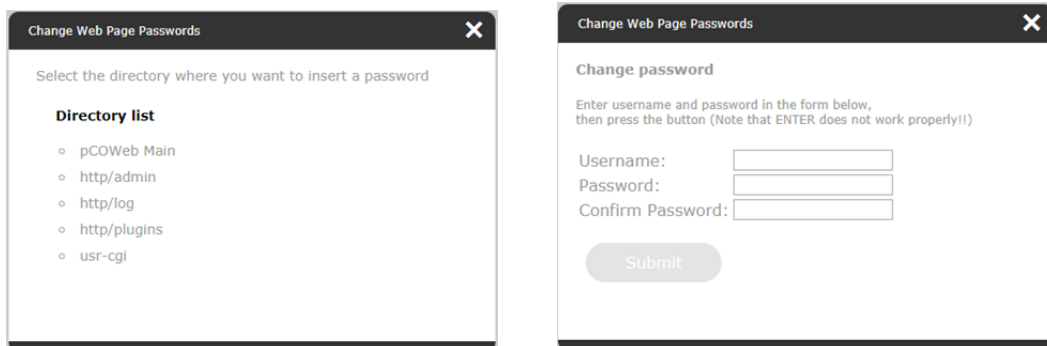 Change Web Page Passwords
Select the directory where you want to insert a password
Directory list
pCOWeb Main
http/admin
http/log
http/plugins
usr-cgi
Change Web Page Passwords
Change password
Enter username and password in the form below,
then press the button (Note that ENTER does not work properly!!)
Username:
Password:
Confirm Password:
Submit